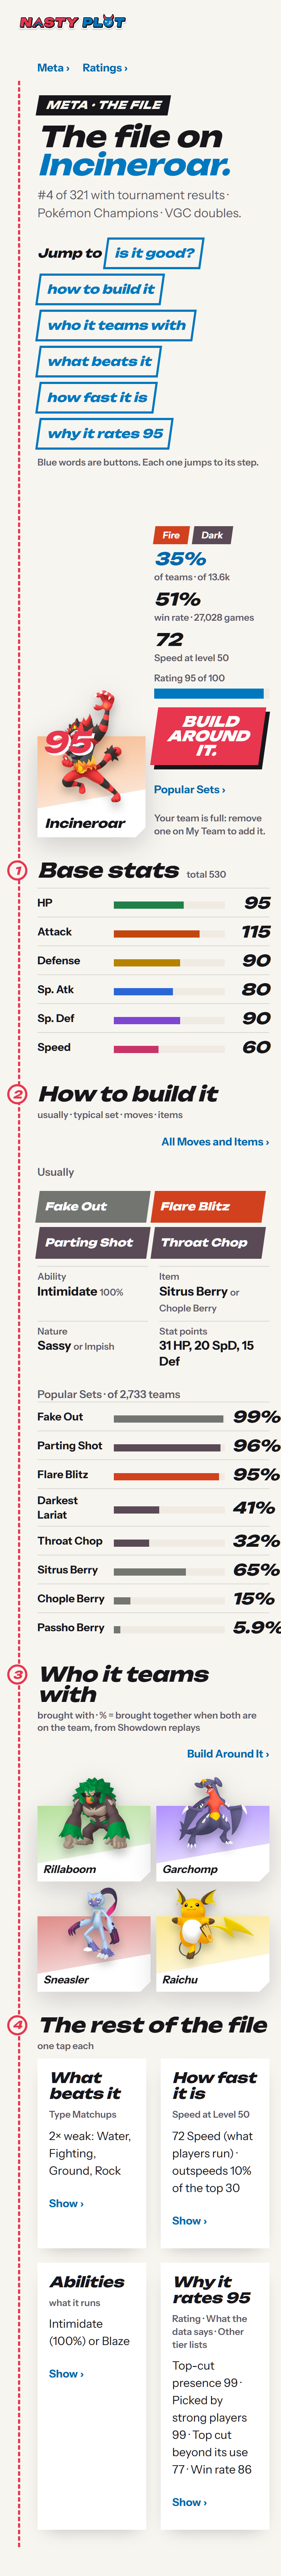 NASTY PLOT
Meta ›
Ratings ›
META · THE FILE
The file on
Incineroar.
#4 of 321 with tournament results ·
Pokémon Champions · VGC doubles.
Jump to
is it good?
how to build it
who it teams with
what beats it
how fast it is
why it rates 95
Blue words are buttons. Each one jumps to its step.
Fire
Dark
35%
of teams · of 13.6k
51%
win rate · 27,028 games
72
Speed at level 50
Rating 95 of 100
BUILD
AROUND
IT.
Popular Sets ›
Your team is full: remove
one on My Team to add it.
95
Incineroar
1
Base stats
total 530
HP
95
Attack
115
Defense
90
Sp. Atk
80
Sp. Def
90
Speed
60
2
How to build it
usually · typical set · moves · items
All Moves and Items ›
Usually
Fake Out
Flare Blitz
Parting Shot
Throat Chop
Ability
Intimidate 100%
Item
Sitrus Berry or
Chople Berry
Nature
Sassy or Impish
Stat points
31 HP, 20 SpD, 15
Def
Popular Sets · of 2,733 teams
Fake Out
99%
Parting Shot
96%
Flare Blitz
95%
Darkest
Lariat
41%
Throat Chop
32%
Sitrus Berry
65%
Chople Berry
15%
Passho Berry
5.9%
3
Who it teams
with
brought with · % = brought together when both are
on the team, from Showdown replays
Build Around It ›
Rillaboom
Garchomp
Sneasler
Raichu
4
The rest of the file
one tap each
What
beats it
Type Matchups
2× weak: Water,
Fighting,
Ground, Rock
Show ›
How fast
it is
Speed at Level 50
72 Speed (what
players run) ·
outspeeds 10%
of the top 30
Show ›
Abilities
what it runs
Intimidate
(100%) or Blaze
Show ›
Why it
rates 95
Rating · What the
data says · Other
tier lists
Top-cut
presence 99 ·
Picked by
strong players
99 · Top cut
beyond its use
77 · Win rate 86
Show ›